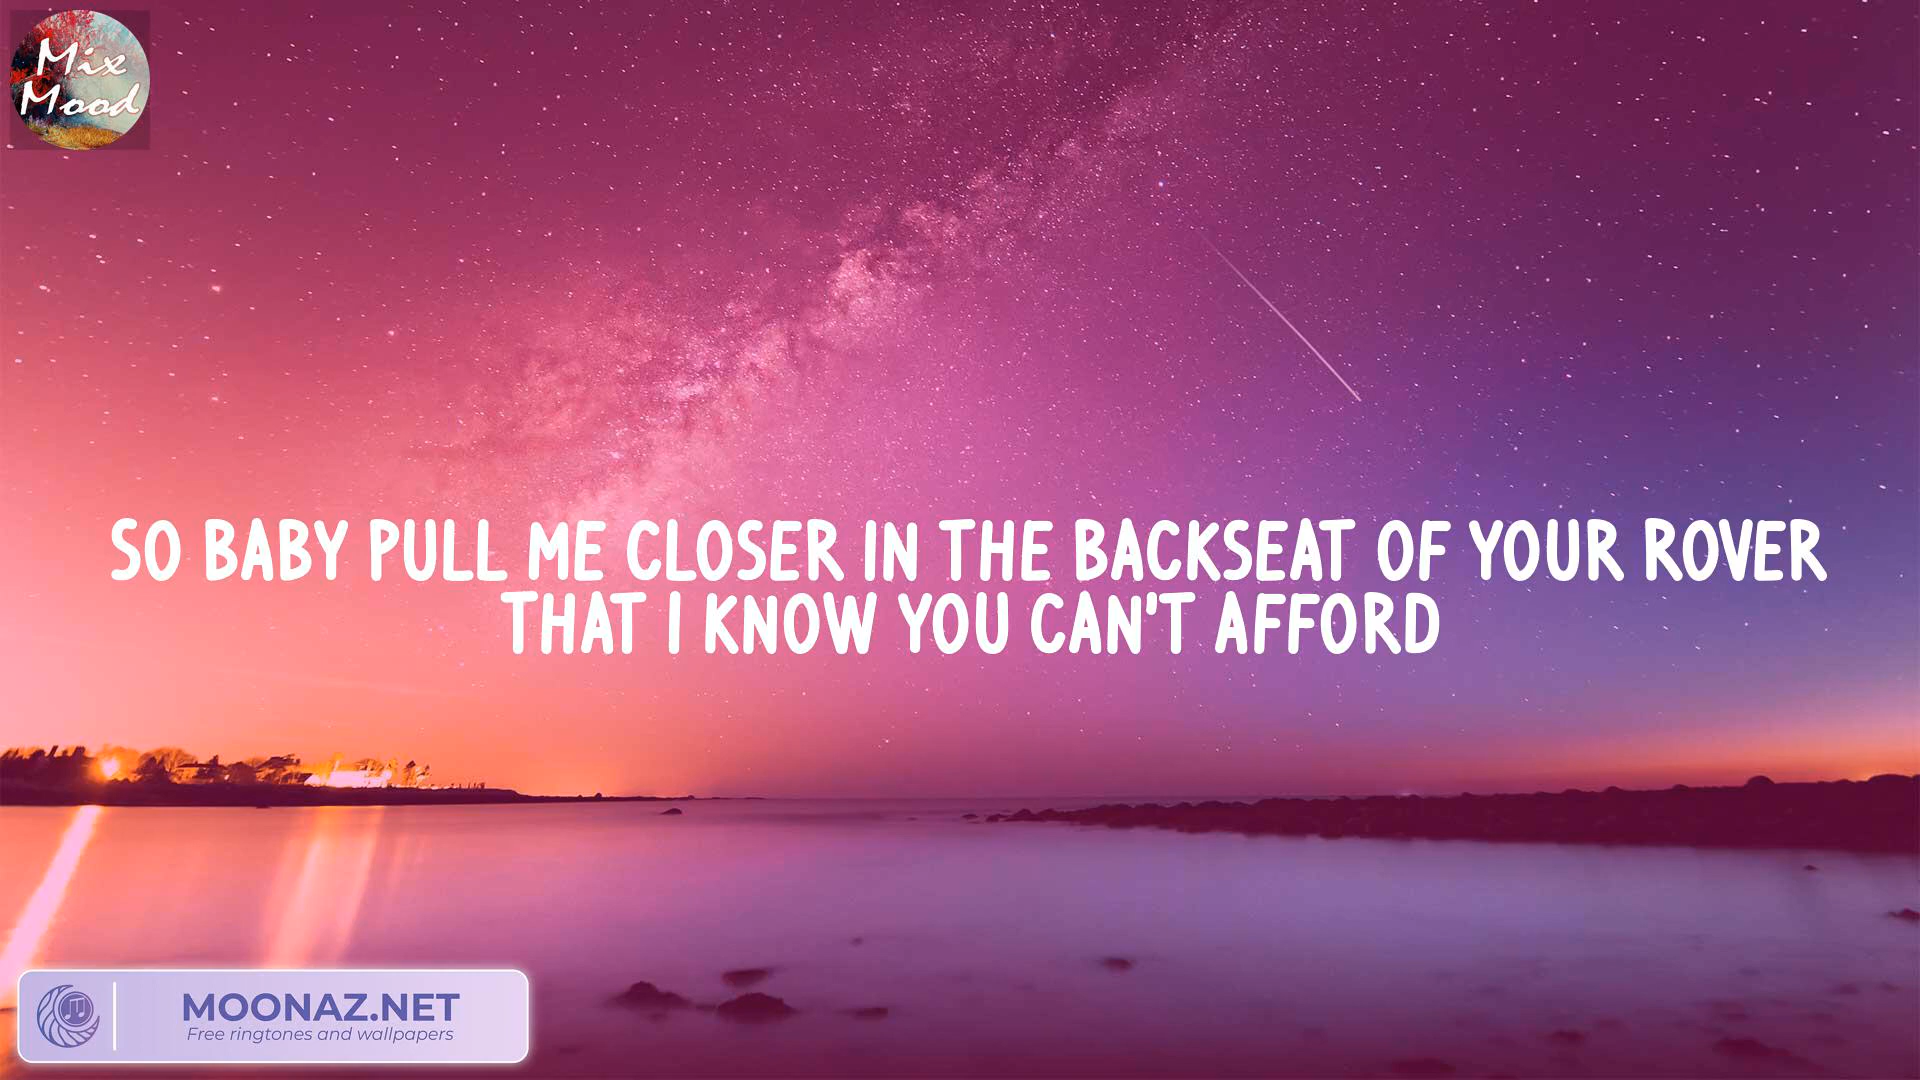 Mix
Mood
SO BABY PULL ME CLOSER IN THE BACKSEAT OF YOUR ROVER
THAT I KNOW YOU CAN'T AFFORD
MOONAZ.NET
Free ringtones and wallpapers